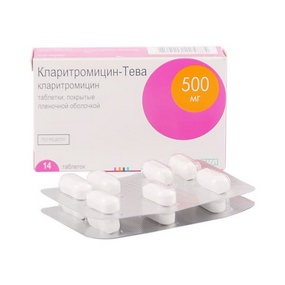 Кларитромицин-Тева
кларитромицин
таблетки, покрытые
пленочной оболочкой
500
мг
14 таблеток